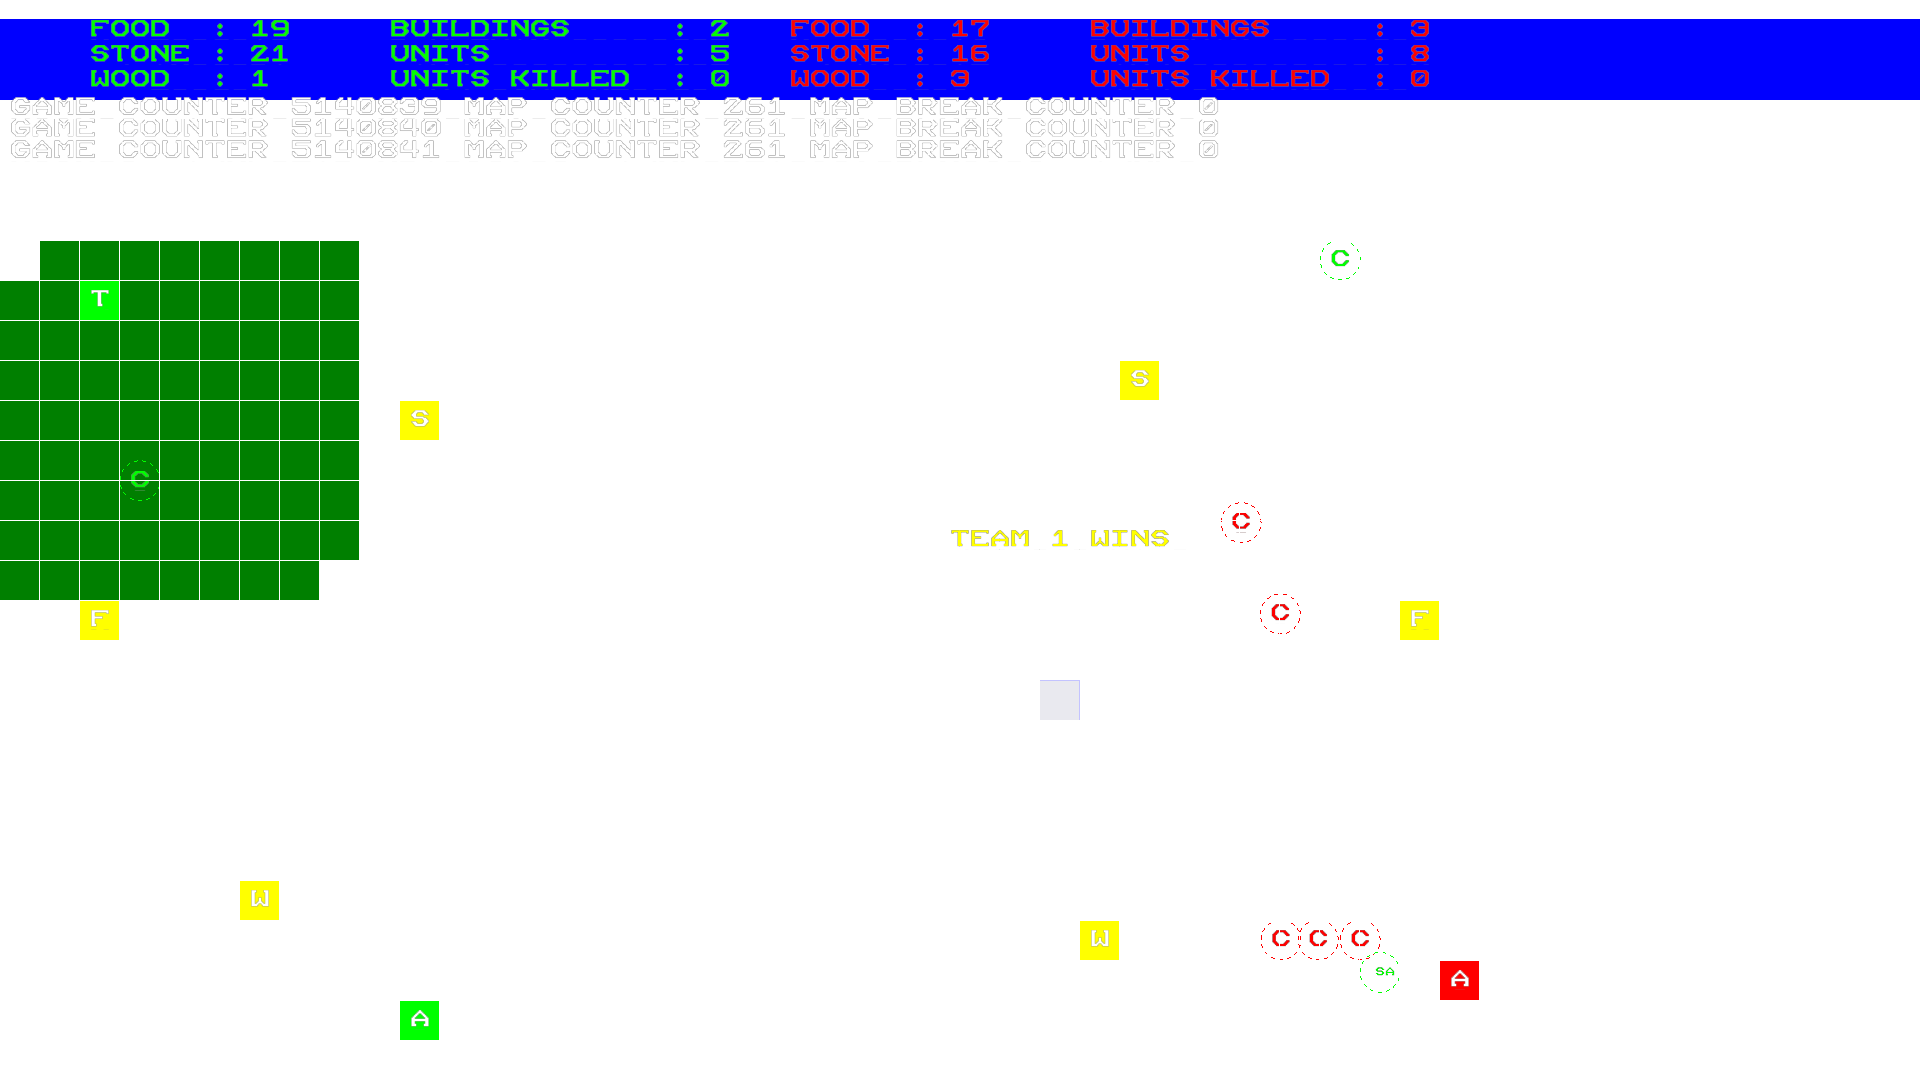 FOOD : 19 BUILDINGS : 2 FOOD : 17 BUILDINGS : 3
STONE : 21 UNITS : 5 STONE : 16 UNITS : 8
WOOD : 1 UNITS KILLED : 0 WOOD : 3 UNITS KILLED : 0
GAME COUNTER 5140839 MAP COUNTER 261 MAP BREAK COUNTER 0
GAME COUNTER 5140840 MAP COUNTER 261 MAP BREAK COUNTER 0
GAME COUNTER 5140841 MAP COUNTER 261 MAP BREAK COUNTER 0
C
T
S
S
C
C
TEAM 1 WINS
C
F
F
W
W
C C C
SA
A
A